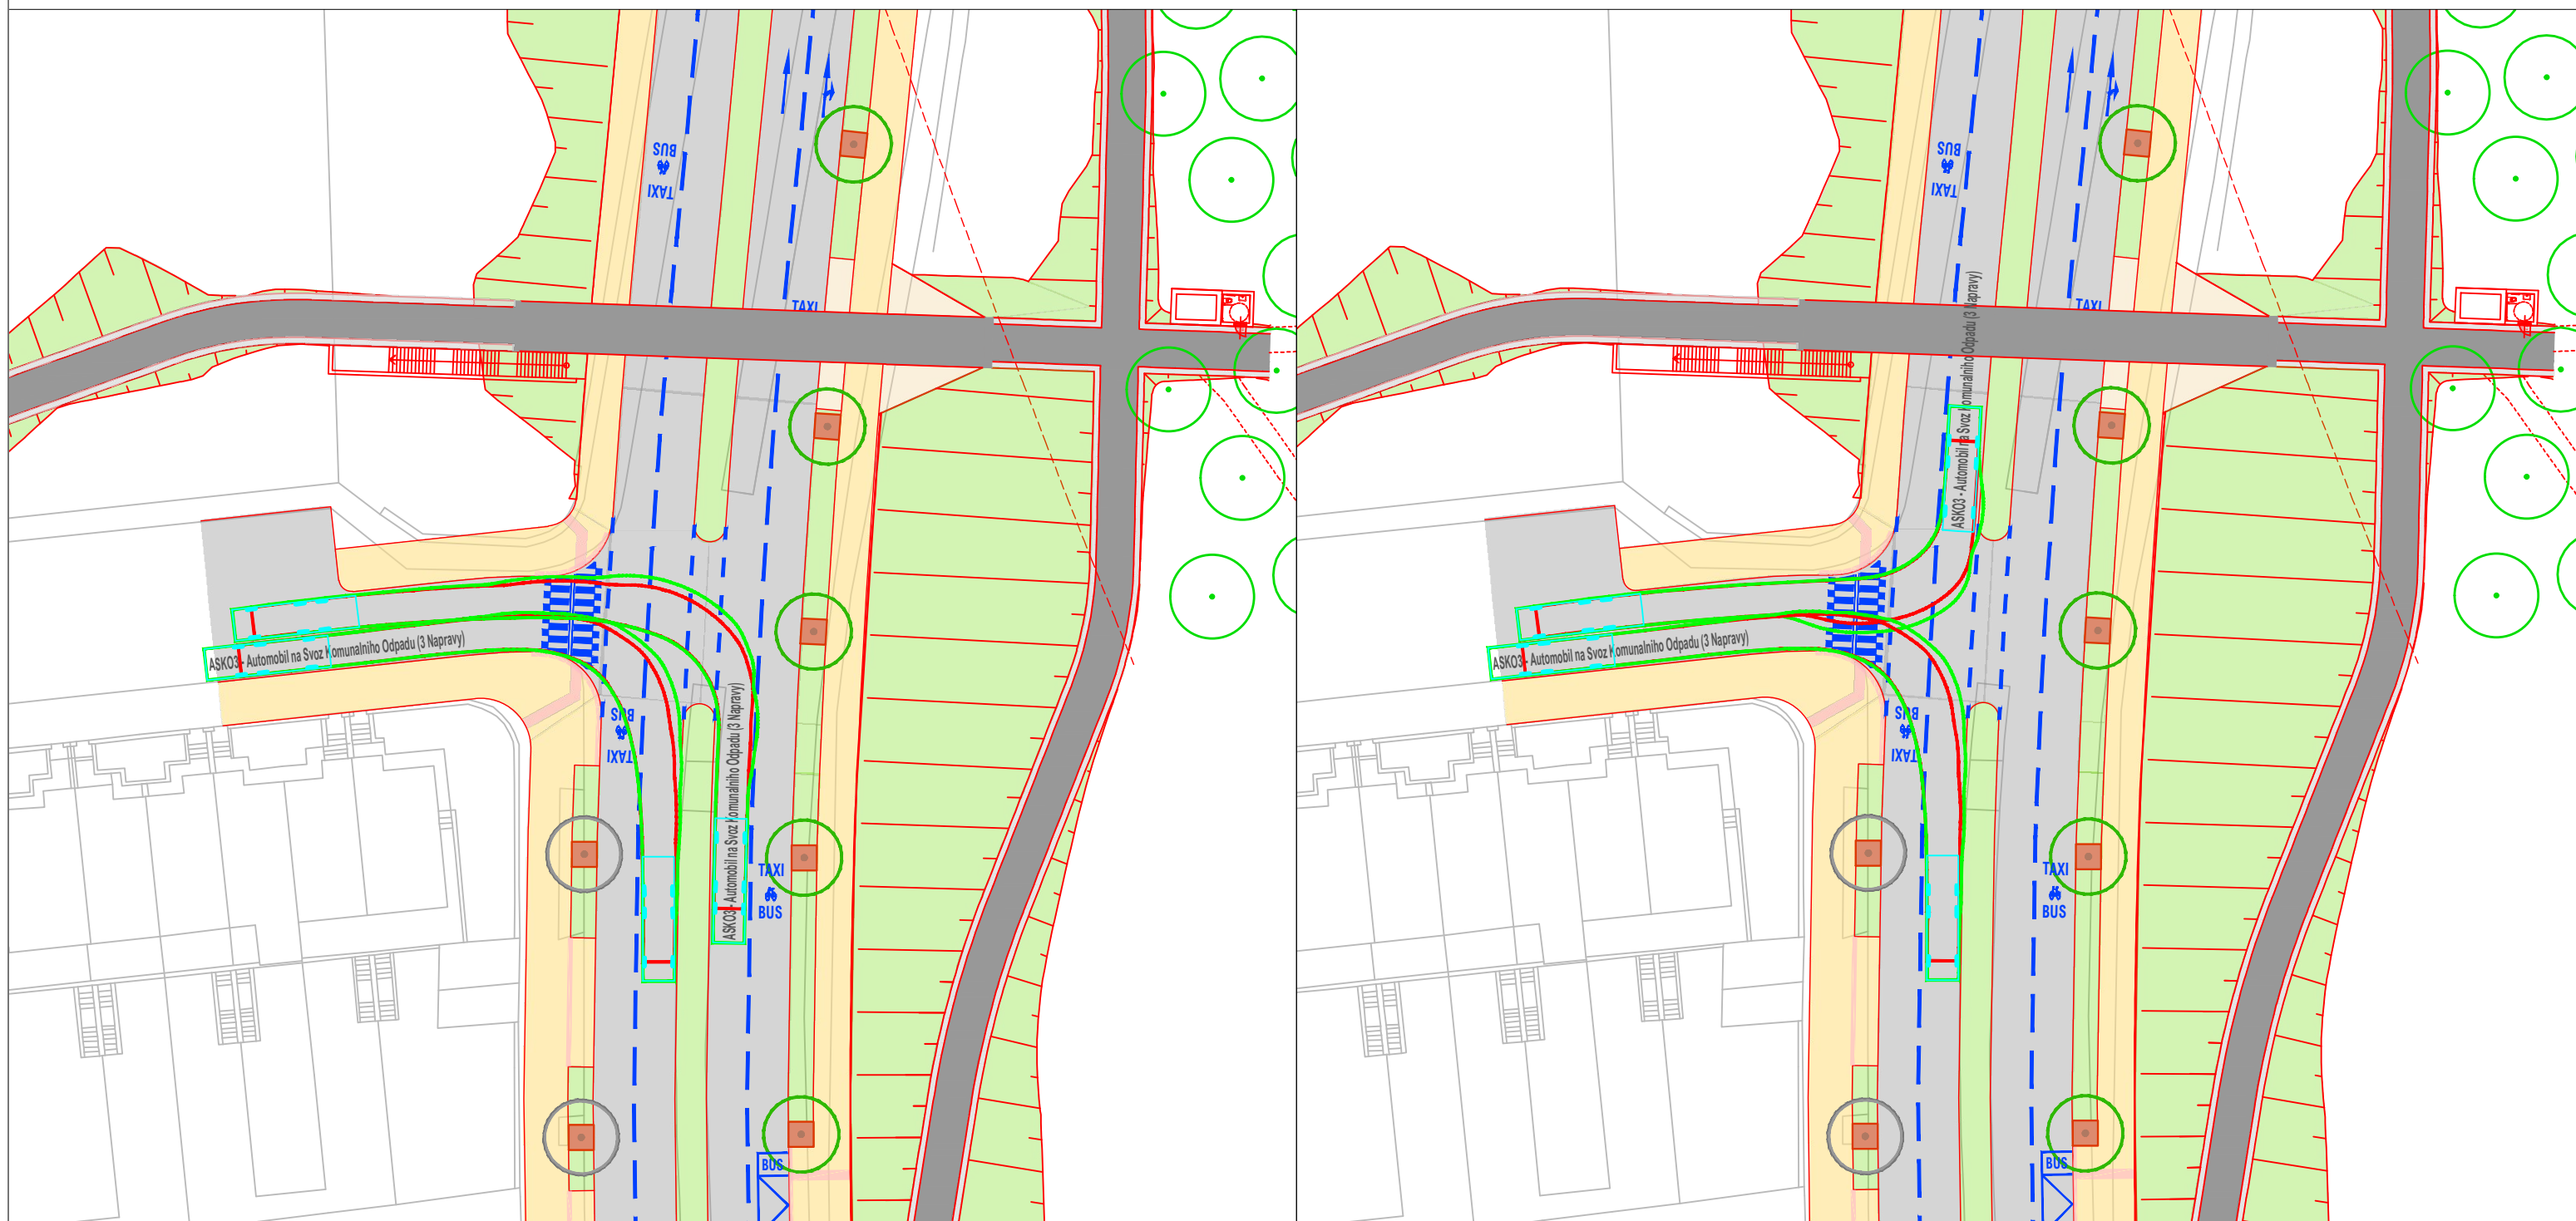 BUS
TAXI
TAXI
ASKO3 - Automobil na Svoz Komunalniho Odpadu (3 Napravy)
BUS
TAXI
ASKO3 - Automobil na Svoz Komunalniho Odpadu (3 Napravy)
TAXI
BUS
BUS
BUS
TAXI
TAXI
ASKO3 - Automobil na Svoz Komunalniho Odpadu (3 Napravy)
ASKO3 - Automobil na Svoz Komunalniho Odpadu (3 Napravy)
BUS
TAXI
TAXI
BUS
BUS